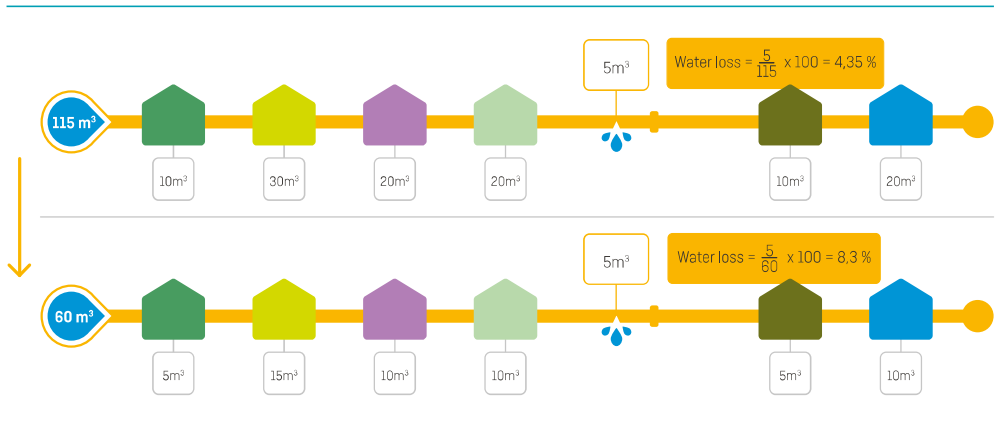 5m³
Water loss = 5/115 x 100 = 4,35 %
115 m³
10m³
30m³
20m³
20m³
10m³
20m³
5m³
Water loss = 5/60 x 100 = 8,3 %
60 m³
5m³
15m³
10m³
10m³
5m³
10m³